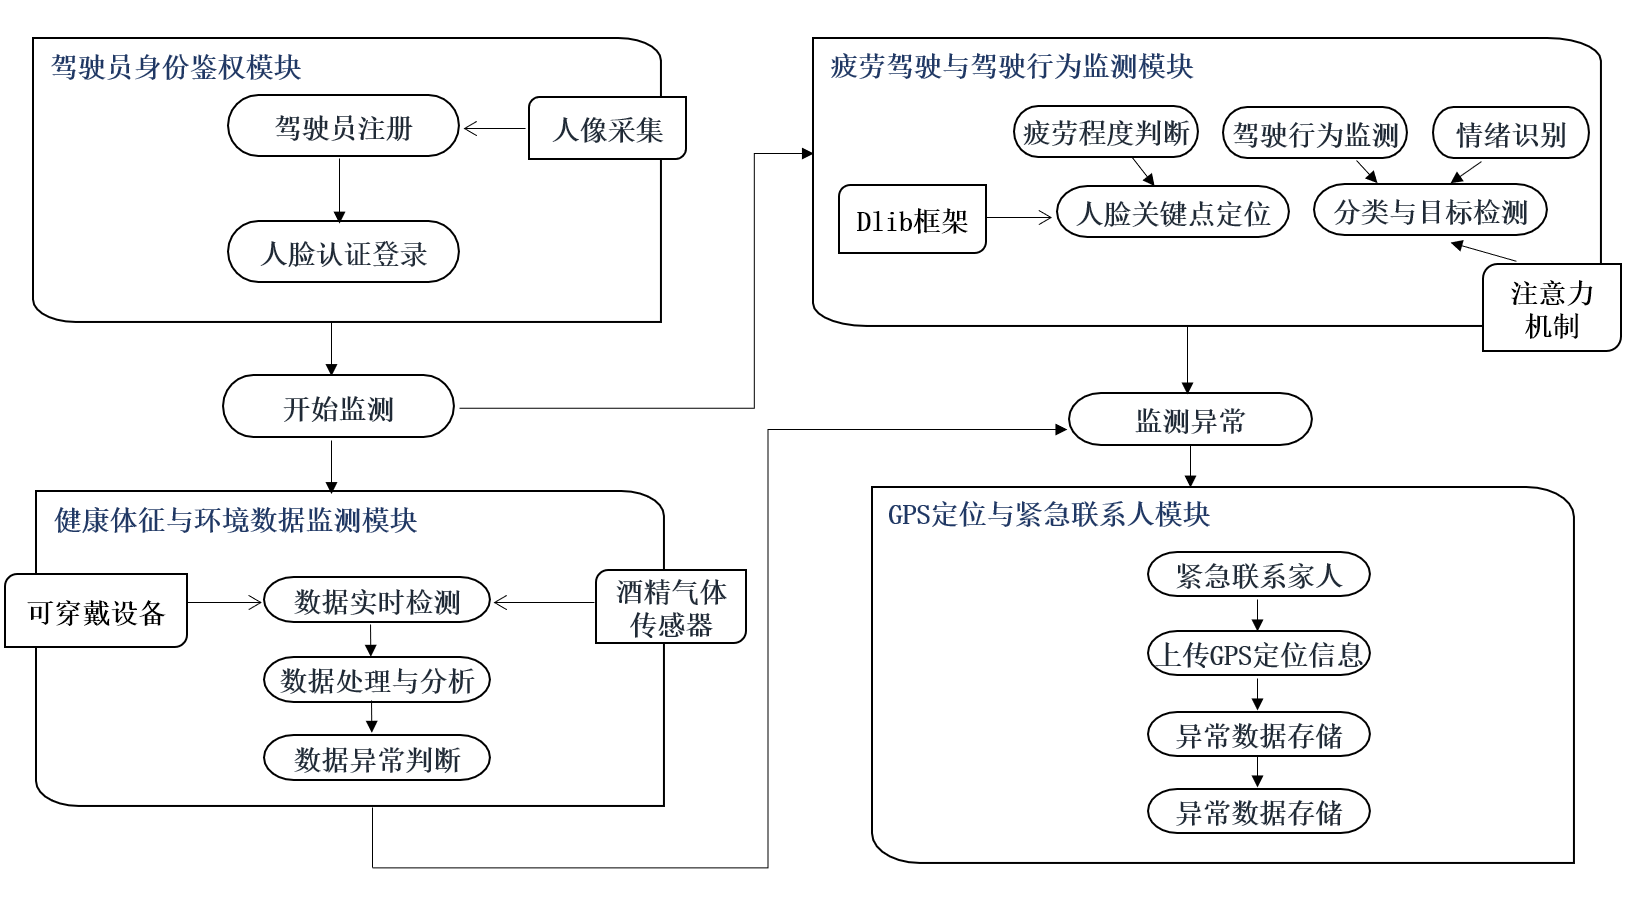 驾驶员身份鉴权模块
驾驶员注册
人像采集
人脸认证登录
开始监测
健康体征与环境数据监测模块
可穿戴设备
数据实时检测
酒精气体
传感器
数据处理与分析
数据异常判断
疲劳驾驶与驾驶行为监测模块
疲劳程度判断
驾驶行为监测
情绪识别
Dlib框架
人脸关键点定位
分类与目标检测
注意力
机制
监测异常
GPS定位与紧急联系人模块
紧急联系家人
上传GPS定位信息
异常数据存储
异常数据存储